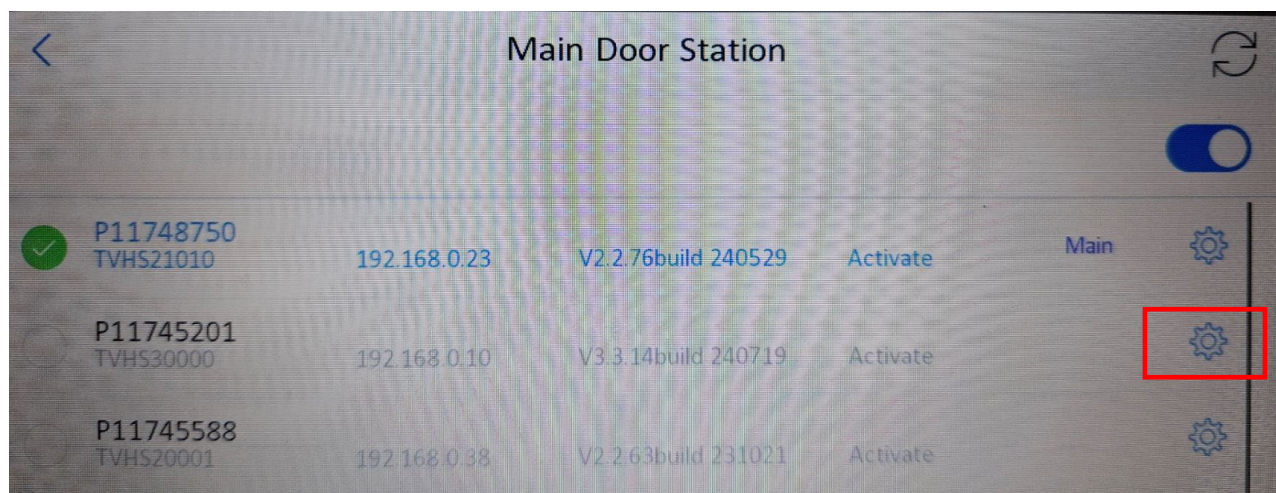 Main Door Station
P11748750
TVHS21010 192.168.0.23 V2.2.76build 240529 Activate Main
P11745201
TVHS30000 192.168.0.10 V3.3.14build 240719 Activate
P11745588
TVHS20001 192.168.0.38 V2.2.63build 231021 Activate